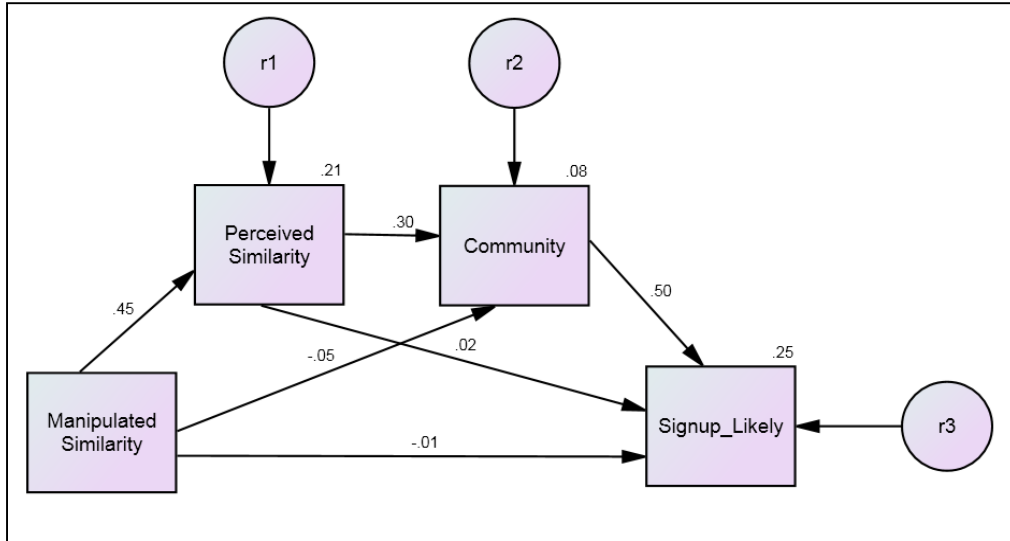 r1
r2
.21
.08
Perceived
Similarity
.30
Community
.45
-.05
.02
.50
.25
Manipulated
Similarity
-.01
Signup_Likely
r3